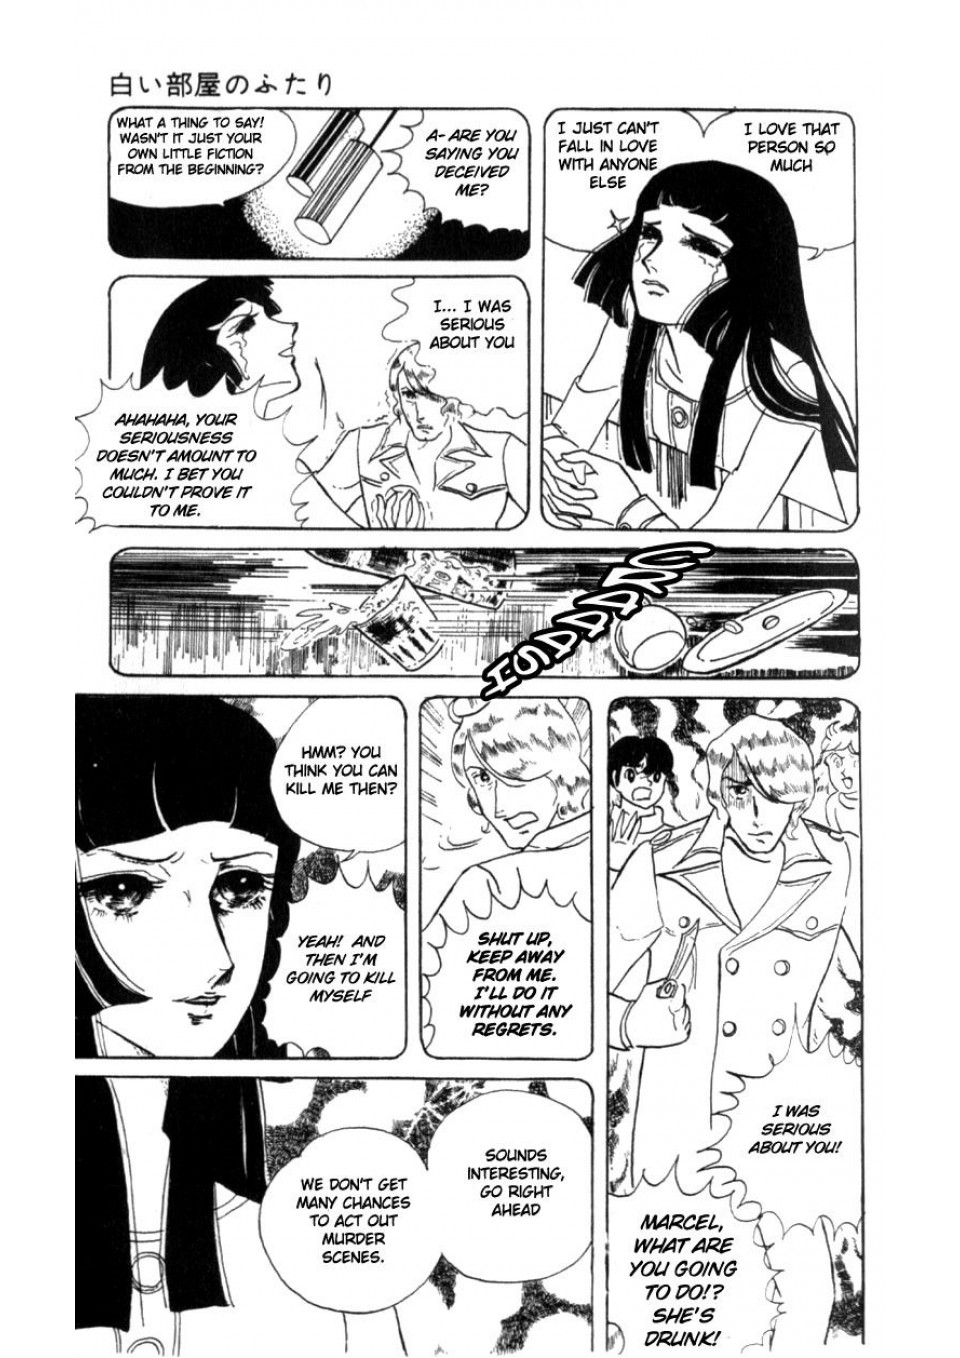 白い部屋のふたり
I LOVE THAT
PERSON SO
MUCH
I JUST CAN'T
FALL IN LOVE
WITH ANYONE
ELSE
A- ARE YOU
SAYING YOU
DECEIVED
ME?
WHAT A THING TO SAY!
WASN'T IT JUST YOUR
OWN LITTLE FICTION
FROM THE BEGINNING?
I... I WAS
SERIOUS
ABOUT YOU
AHAHAHA, YOUR
SERIOUSNESS
DOESN'T AMOUNT TO
MUCH. I BET YOU
COULDN'T PROVE IT
TO ME.
I WAS
SERIOUS
ABOUT YOU!
MARCEL,
WHAT ARE
YOU GOING
TO DO!?
SHE'S
DRUNK!
SHUT UP,
KEEP AWAY
FROM ME.
I'LL DO IT
WITHOUT ANY
REGRETS.
HMM? YOU
THINK YOU CAN
KILL ME THEN?
YEAH! AND
THEN I'M
GOING TO KILL
MYSELF
SOUNDS
INTERESTING,
GO RIGHT
AHEAD
WE DON'T GET
MANY CHANCES
TO ACT OUT
MURDER
SCENES.